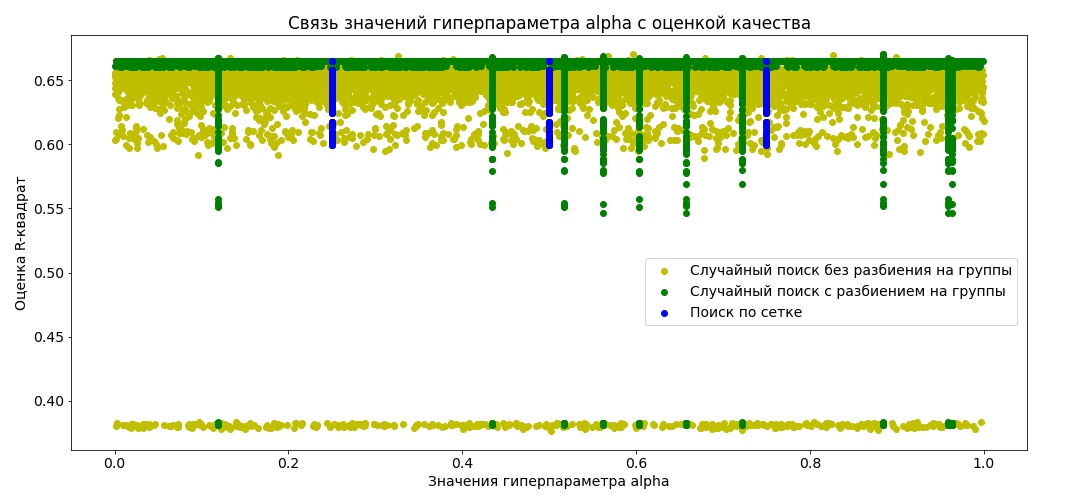 Связь значений гиперпараметра alpha с оценкой качества
Оценка R-квадрат
0.65
0.60
0.55
0.50
0.45
0.40
Случайный поиск без разбиения на группы
Случайный поиск с разбиением на группы
Поиск по сетке
0.0 0.2 0.4 0.6 0.8 1.0
Значения гиперпараметра alpha